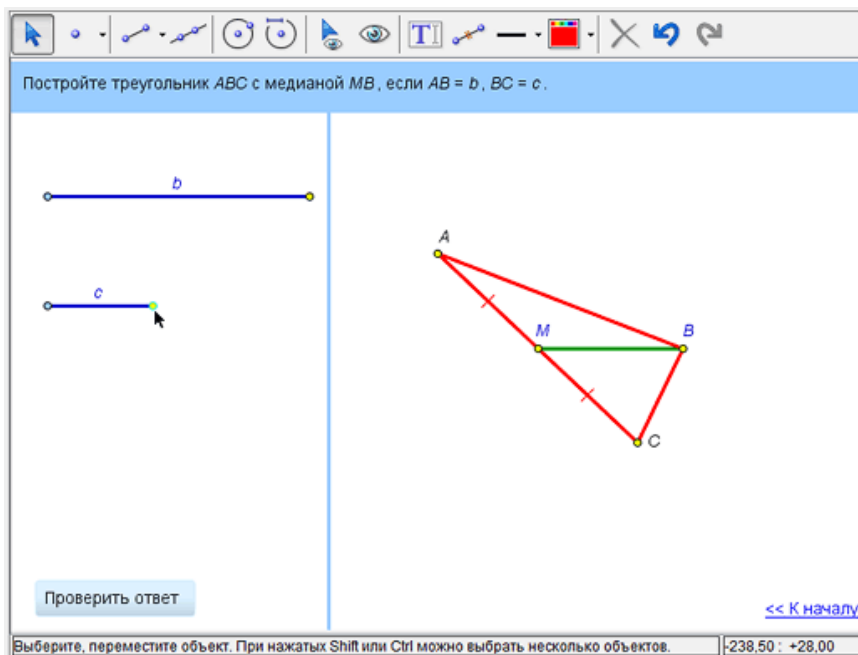 T
Постройте треугольник ABC с медианой MB, если AB = b, BC = c.
b
c
A
M
B
C
Проверить ответ
<< К началу
Выберите, переместите объект. При нажатых Shift или Ctrl можно выбрать несколько объектов.
-238,50 : +28,00